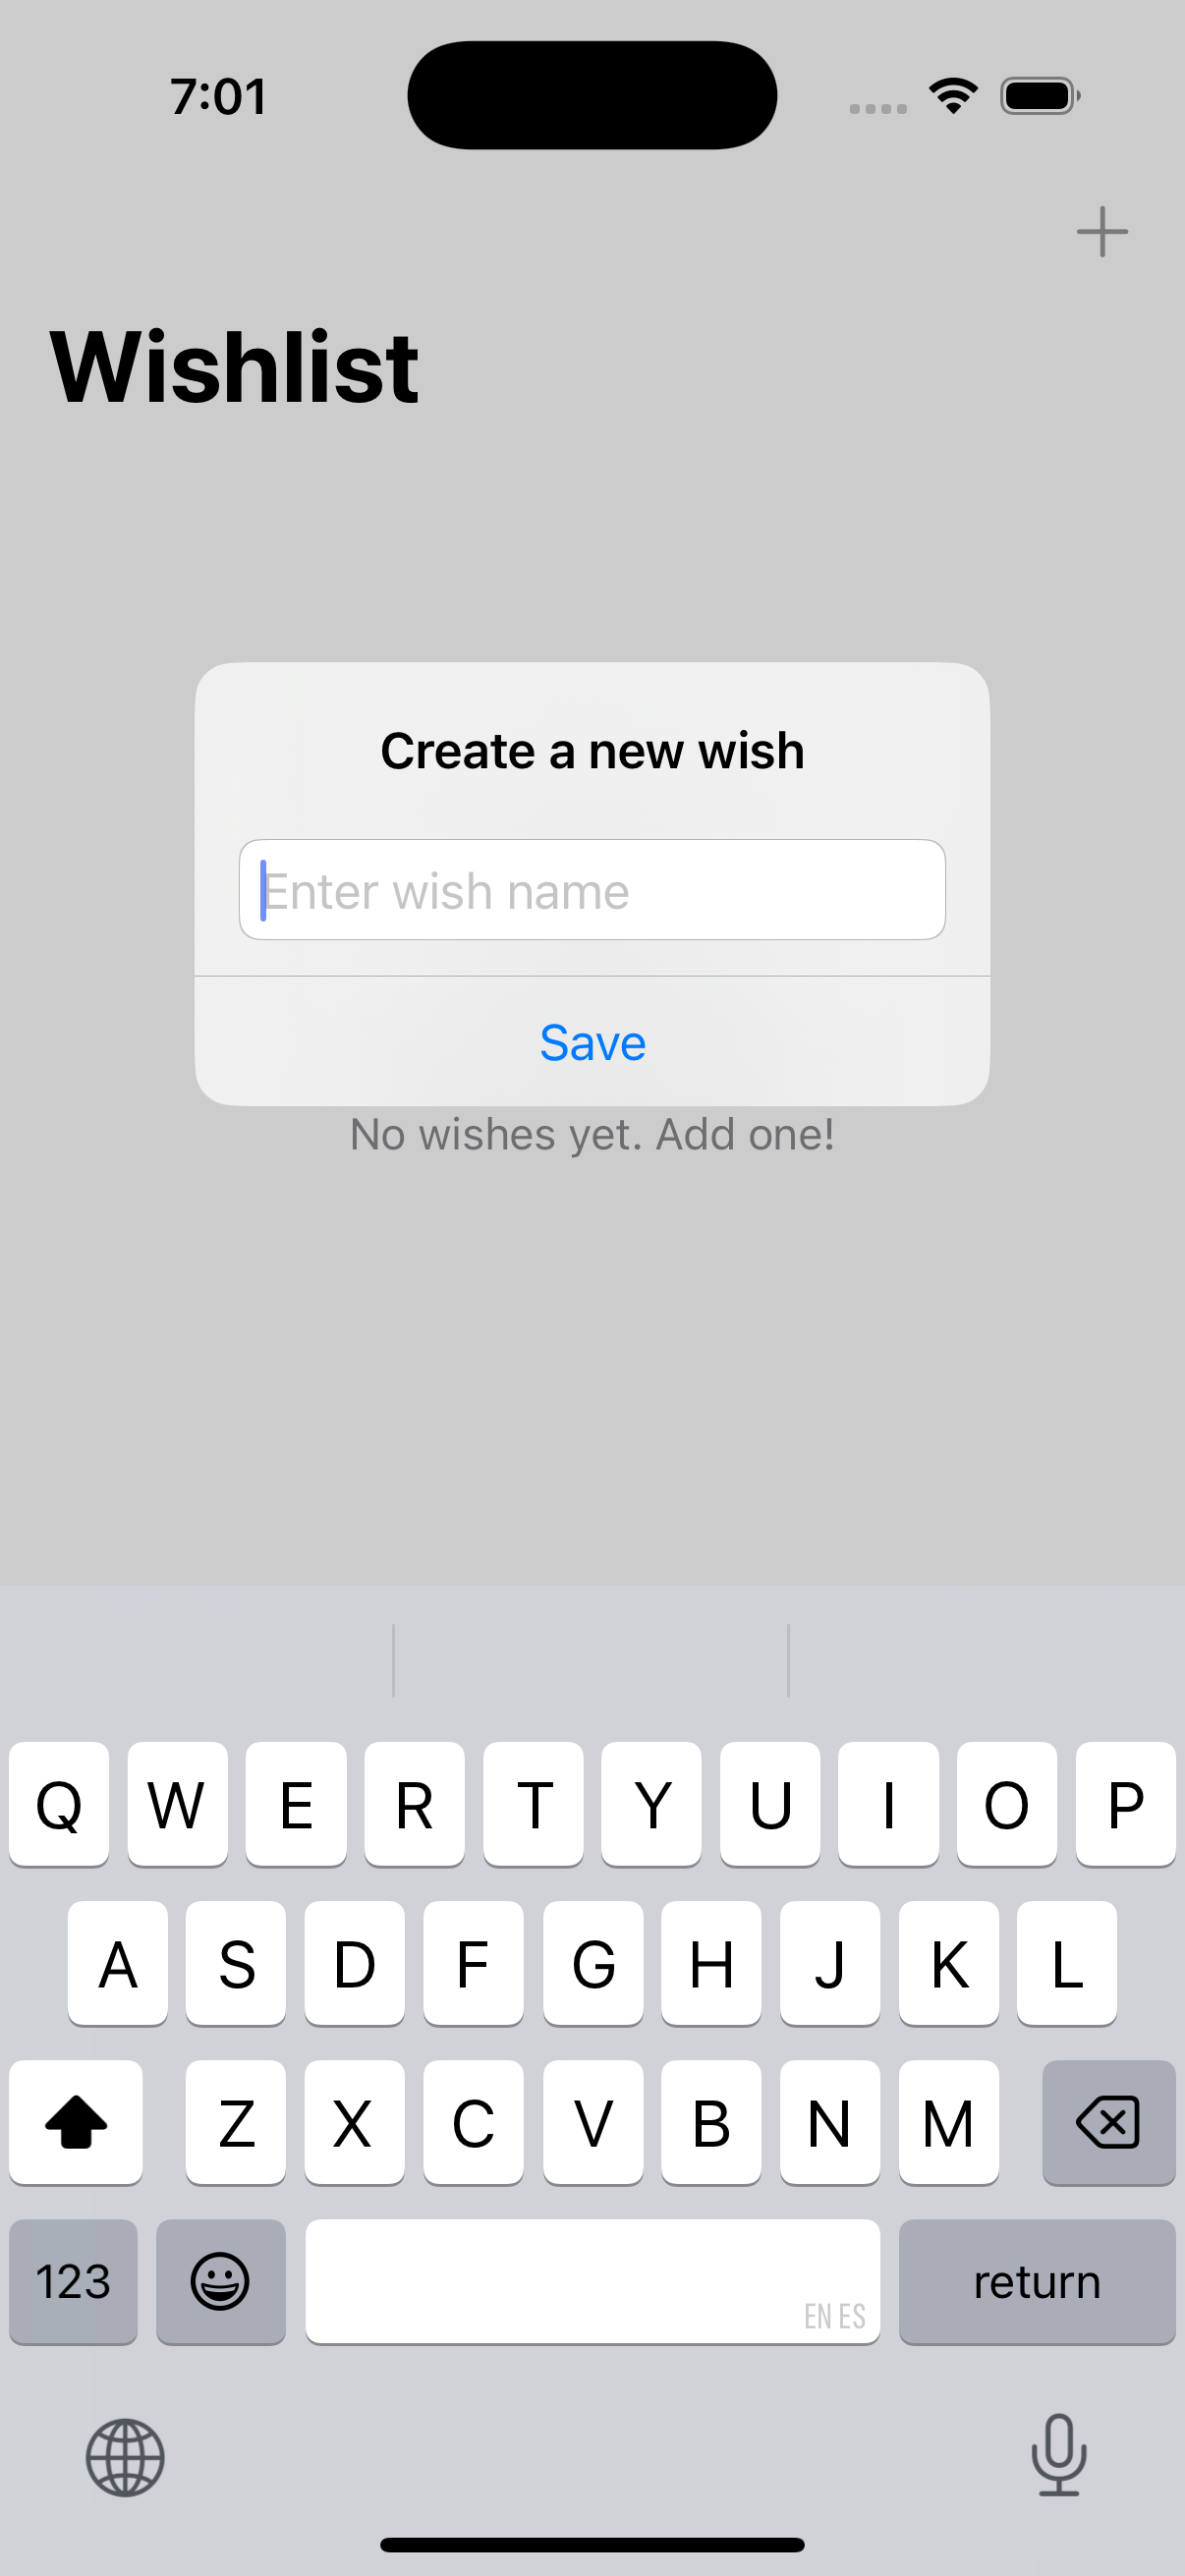 7:01
Wishlist
Create a new wish
Enter wish name
Save
No wishes yet. Add one!
Q W E R T Y U I O P
A S D F G H J K L
Z X C V B N M
123 EN ES return